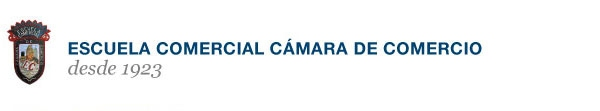 ESCUELA COMERCIAL CÁMARA DE COMERCIO
desde 1923